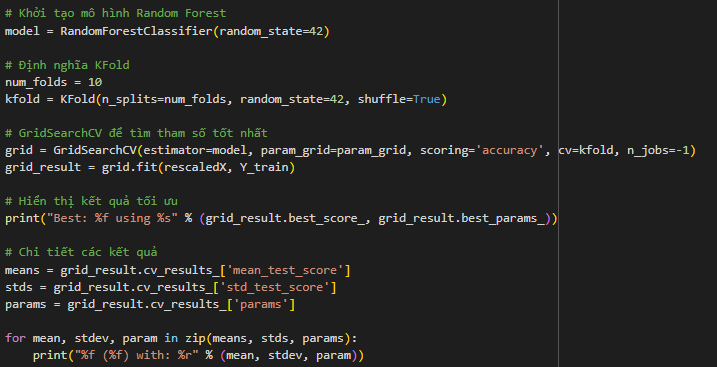 # Khởi tạo mô hình Random Forest
model = RandomForestClassifier(random_state=42)
# Định nghĩa KFold
num_folds = 10
kfold = KFold(n_splits=num_folds, random_state=42, shuffle=True)
# GridSearchCV để tìm tham số tốt nhất
grid = GridSearchCV(estimator=model, param_grid=param_grid, scoring='accuracy', cv=kfold, n_jobs=-1)
grid_result = grid.fit(rescaledX, Y_train)
# Hiển thị kết quả tối ưu
print("Best: %f using %s" % (grid_result.best_score_, grid_result.best_params_))
# Chi tiết các kết quả
means = grid_result.cv_results_['mean_test_score']
stds = grid_result.cv_results_['std_test_score']
params = grid_result.cv_results_['params']
for mean, stdev, param in zip(means, stds, params):
    print("%f (%f) with: %r" % (mean, stdev, param))